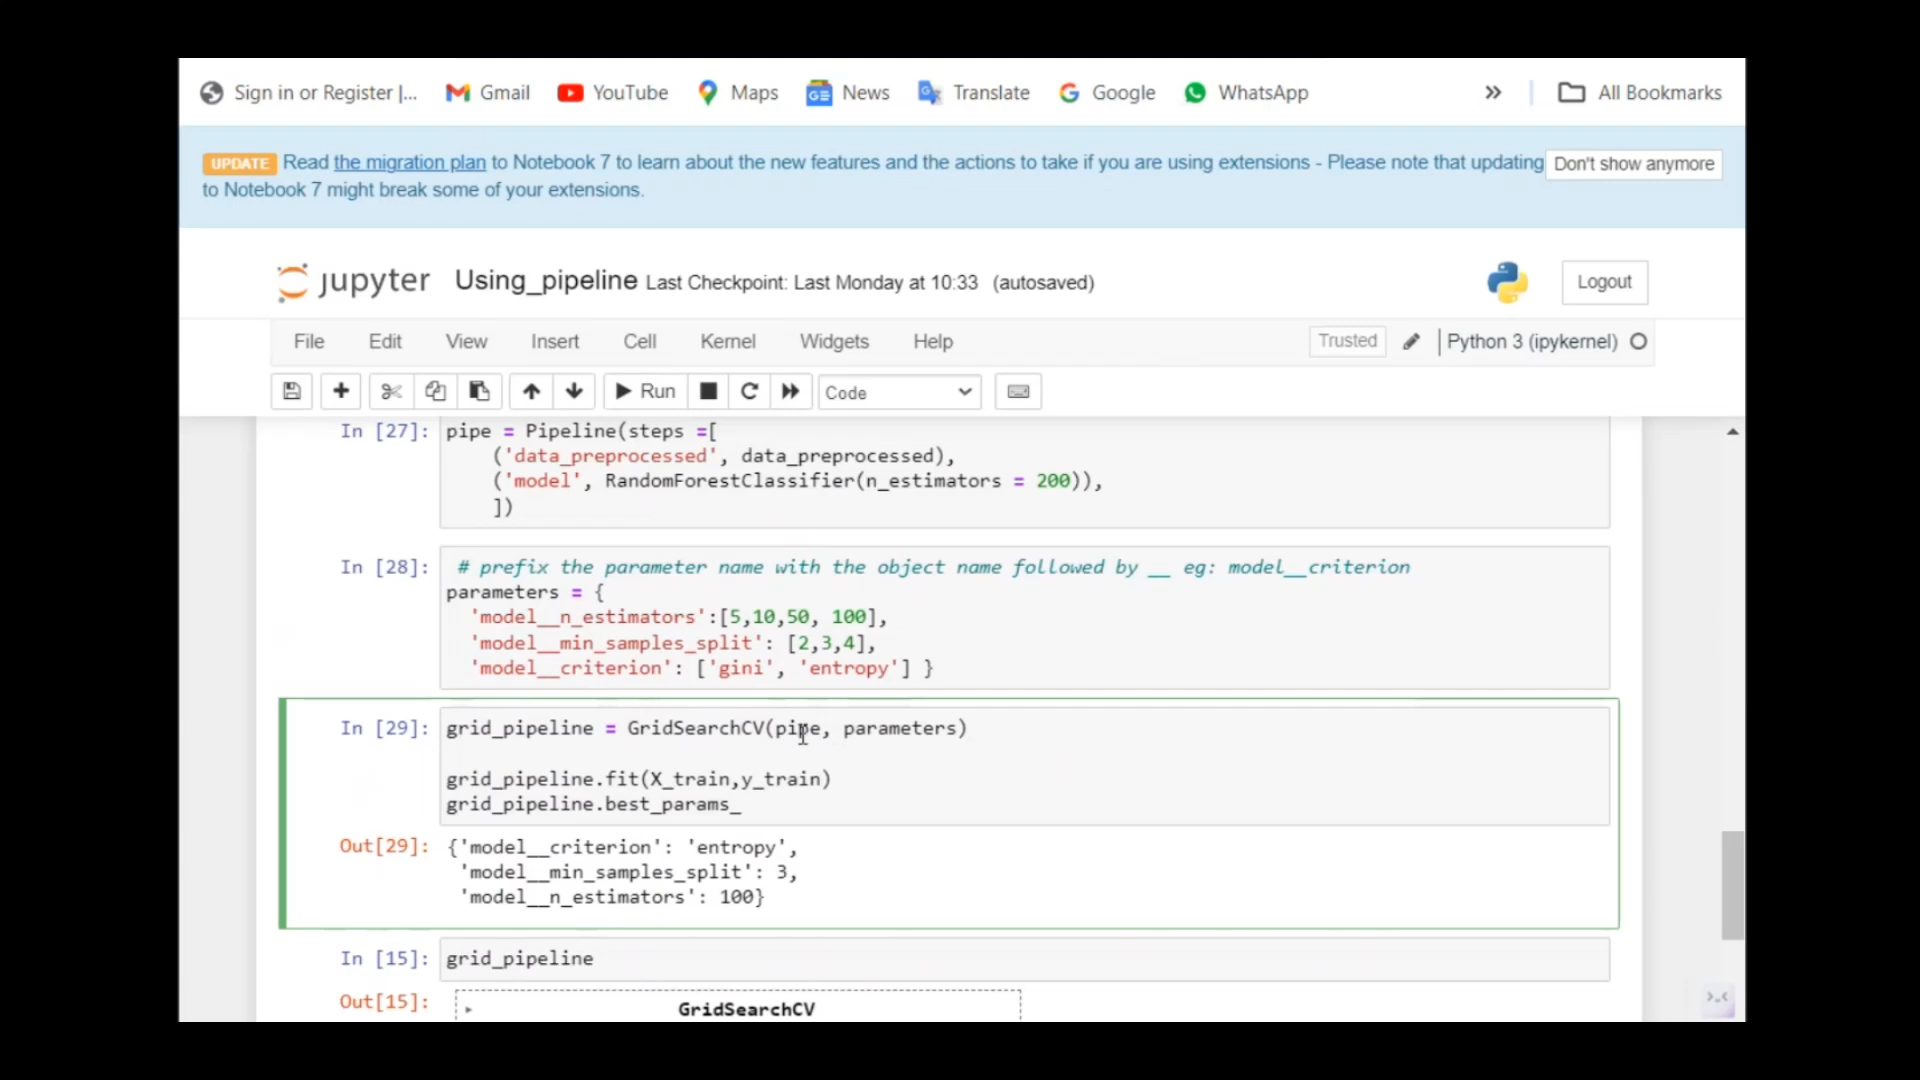 Sign in or Register |... Gmail YouTube Maps News Translate Google WhatsApp » All Bookmarks
UPDATE Read the migration plan to Notebook 7 to learn about the new features and the actions to take if you are using extensions - Please note that updating Don't show anymore
to Notebook 7 might break some of your extensions.
jupyter Using_pipeline Last Checkpoint: Last Monday at 10:33 (autosaved) Logout
File Edit View Insert Cell Kernel Widgets Help Trusted Python 3 (ipykernel)
Run Code
In [27]: pipe = Pipeline(steps =[
('data_preprocessed', data_preprocessed),
('model', RandomForestClassifier(n_estimators = 200)),
])
In [28]: # prefix the parameter name with the object name followed by __ eg: model__criterion
parameters = {
'model__n_estimators':[5,10,50, 100],
'model__min_samples_split': [2,3,4],
'model__criterion': ['gini', 'entropy'] }
In [29]: grid_pipeline = GridSearchCV(pipe, parameters)
grid_pipeline.fit(X_train,y_train)
grid_pipeline.best_params_
Out[29]: {'model__criterion': 'entropy',
'model__min_samples_split': 3,
'model__n_estimators': 100}
In [15]: grid_pipeline
Out[15]: GridSearchCV